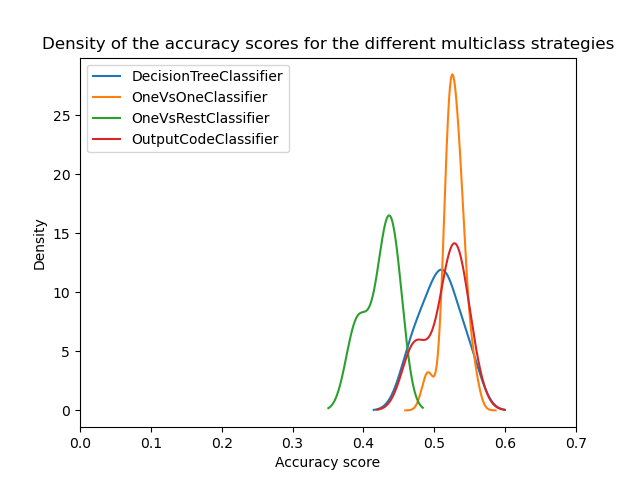 Density of the accuracy scores for the different multiclass strategies
DecisionTreeClassifier
OneVsOneClassifier
OneVsRestClassifier
OutputCodeClassifier
25
20
15
10
5
0
Density
0.0 0.1 0.2 0.3 0.4 0.5 0.6 0.7
Accuracy score